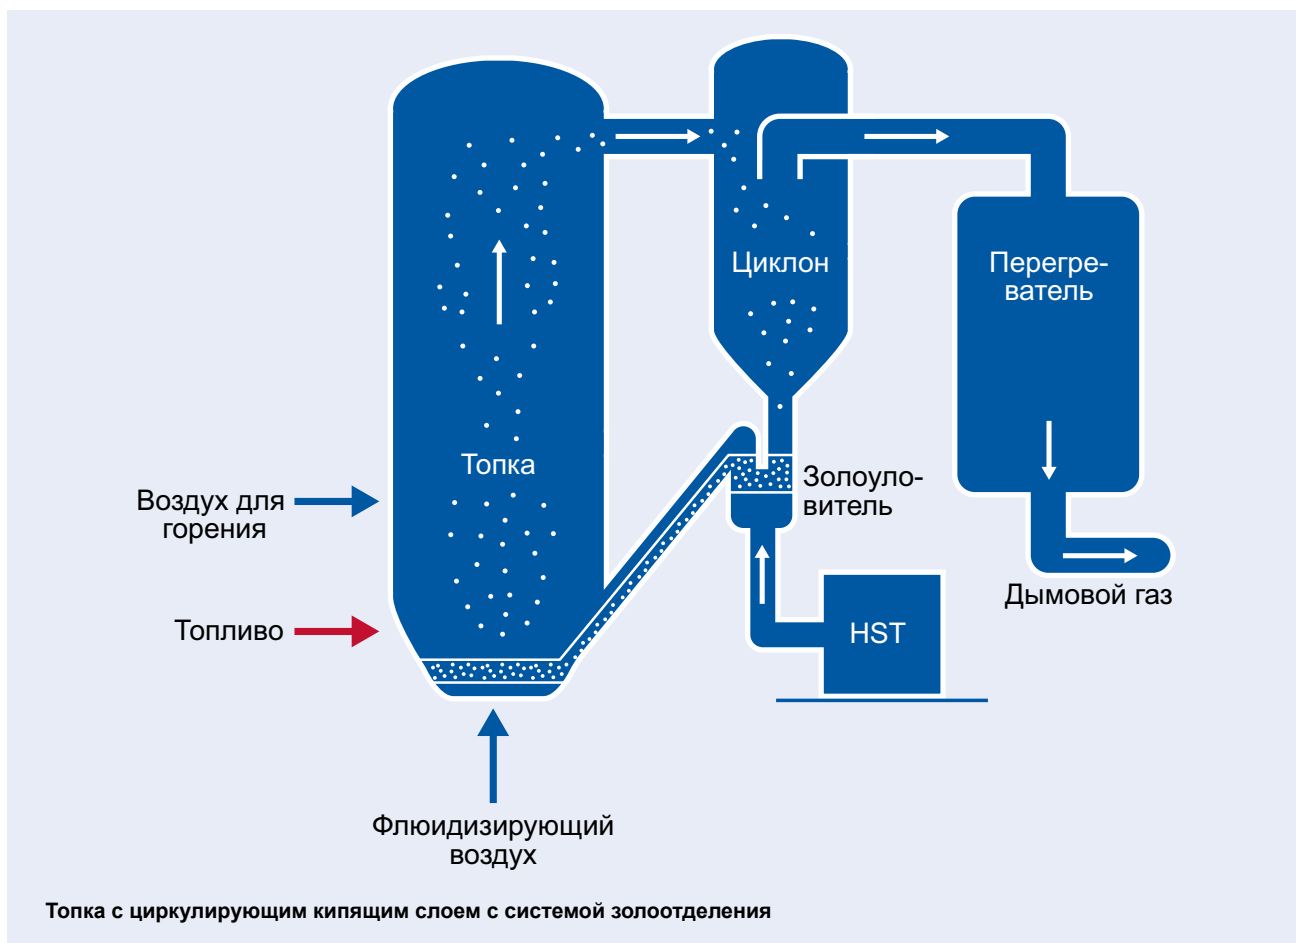 Циклон
Перегре-
ватель
Топка
Золоуло-
витель
Воздух для
горения
Дымовой газ
Топливо
HST
Флюидизирующий
воздух
Топка с циркулирующим кипящим слоем с системой золоотделения